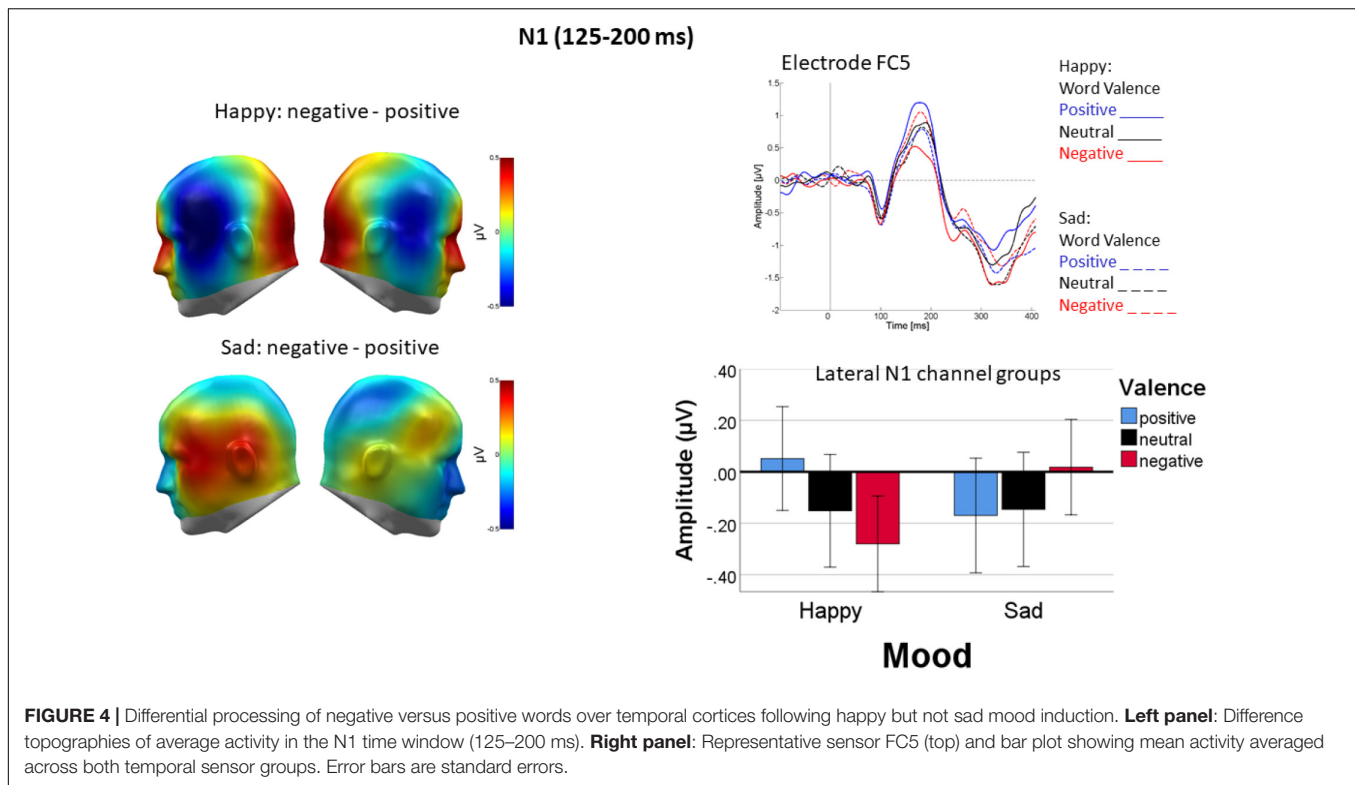 N1 (125-200 ms)
Happy: negative - positive
0.5
0
-0.5
µV
Sad: negative - positive
0.5
0
-0.5
µV
Electrode FC5
1.5
1
0.5
0
-0.5
-1
-1.5
-2
Amplitude [µV]
0
100
200
300
400
Time [ms]
Happy:
Word Valence
Positive _____
Neutral _____
Negative ____
Sad:
Word Valence
Positive _ _ _ _
Neutral _ _ _ _
Negative _ _ _ _
Lateral N1 channel groups
.40
.20
.00
-.20
-.40
Amplitude (µV)
Happy
Sad
Mood
Valence
positive
neutral
negative
FIGURE 4 | Differential processing of negative versus positive words over temporal cortices following happy but not sad mood induction. Left panel: Difference
topographies of average activity in the N1 time window (125–200 ms). Right panel: Representative sensor FC5 (top) and bar plot showing mean activity averaged
across both temporal sensor groups. Error bars are standard errors.